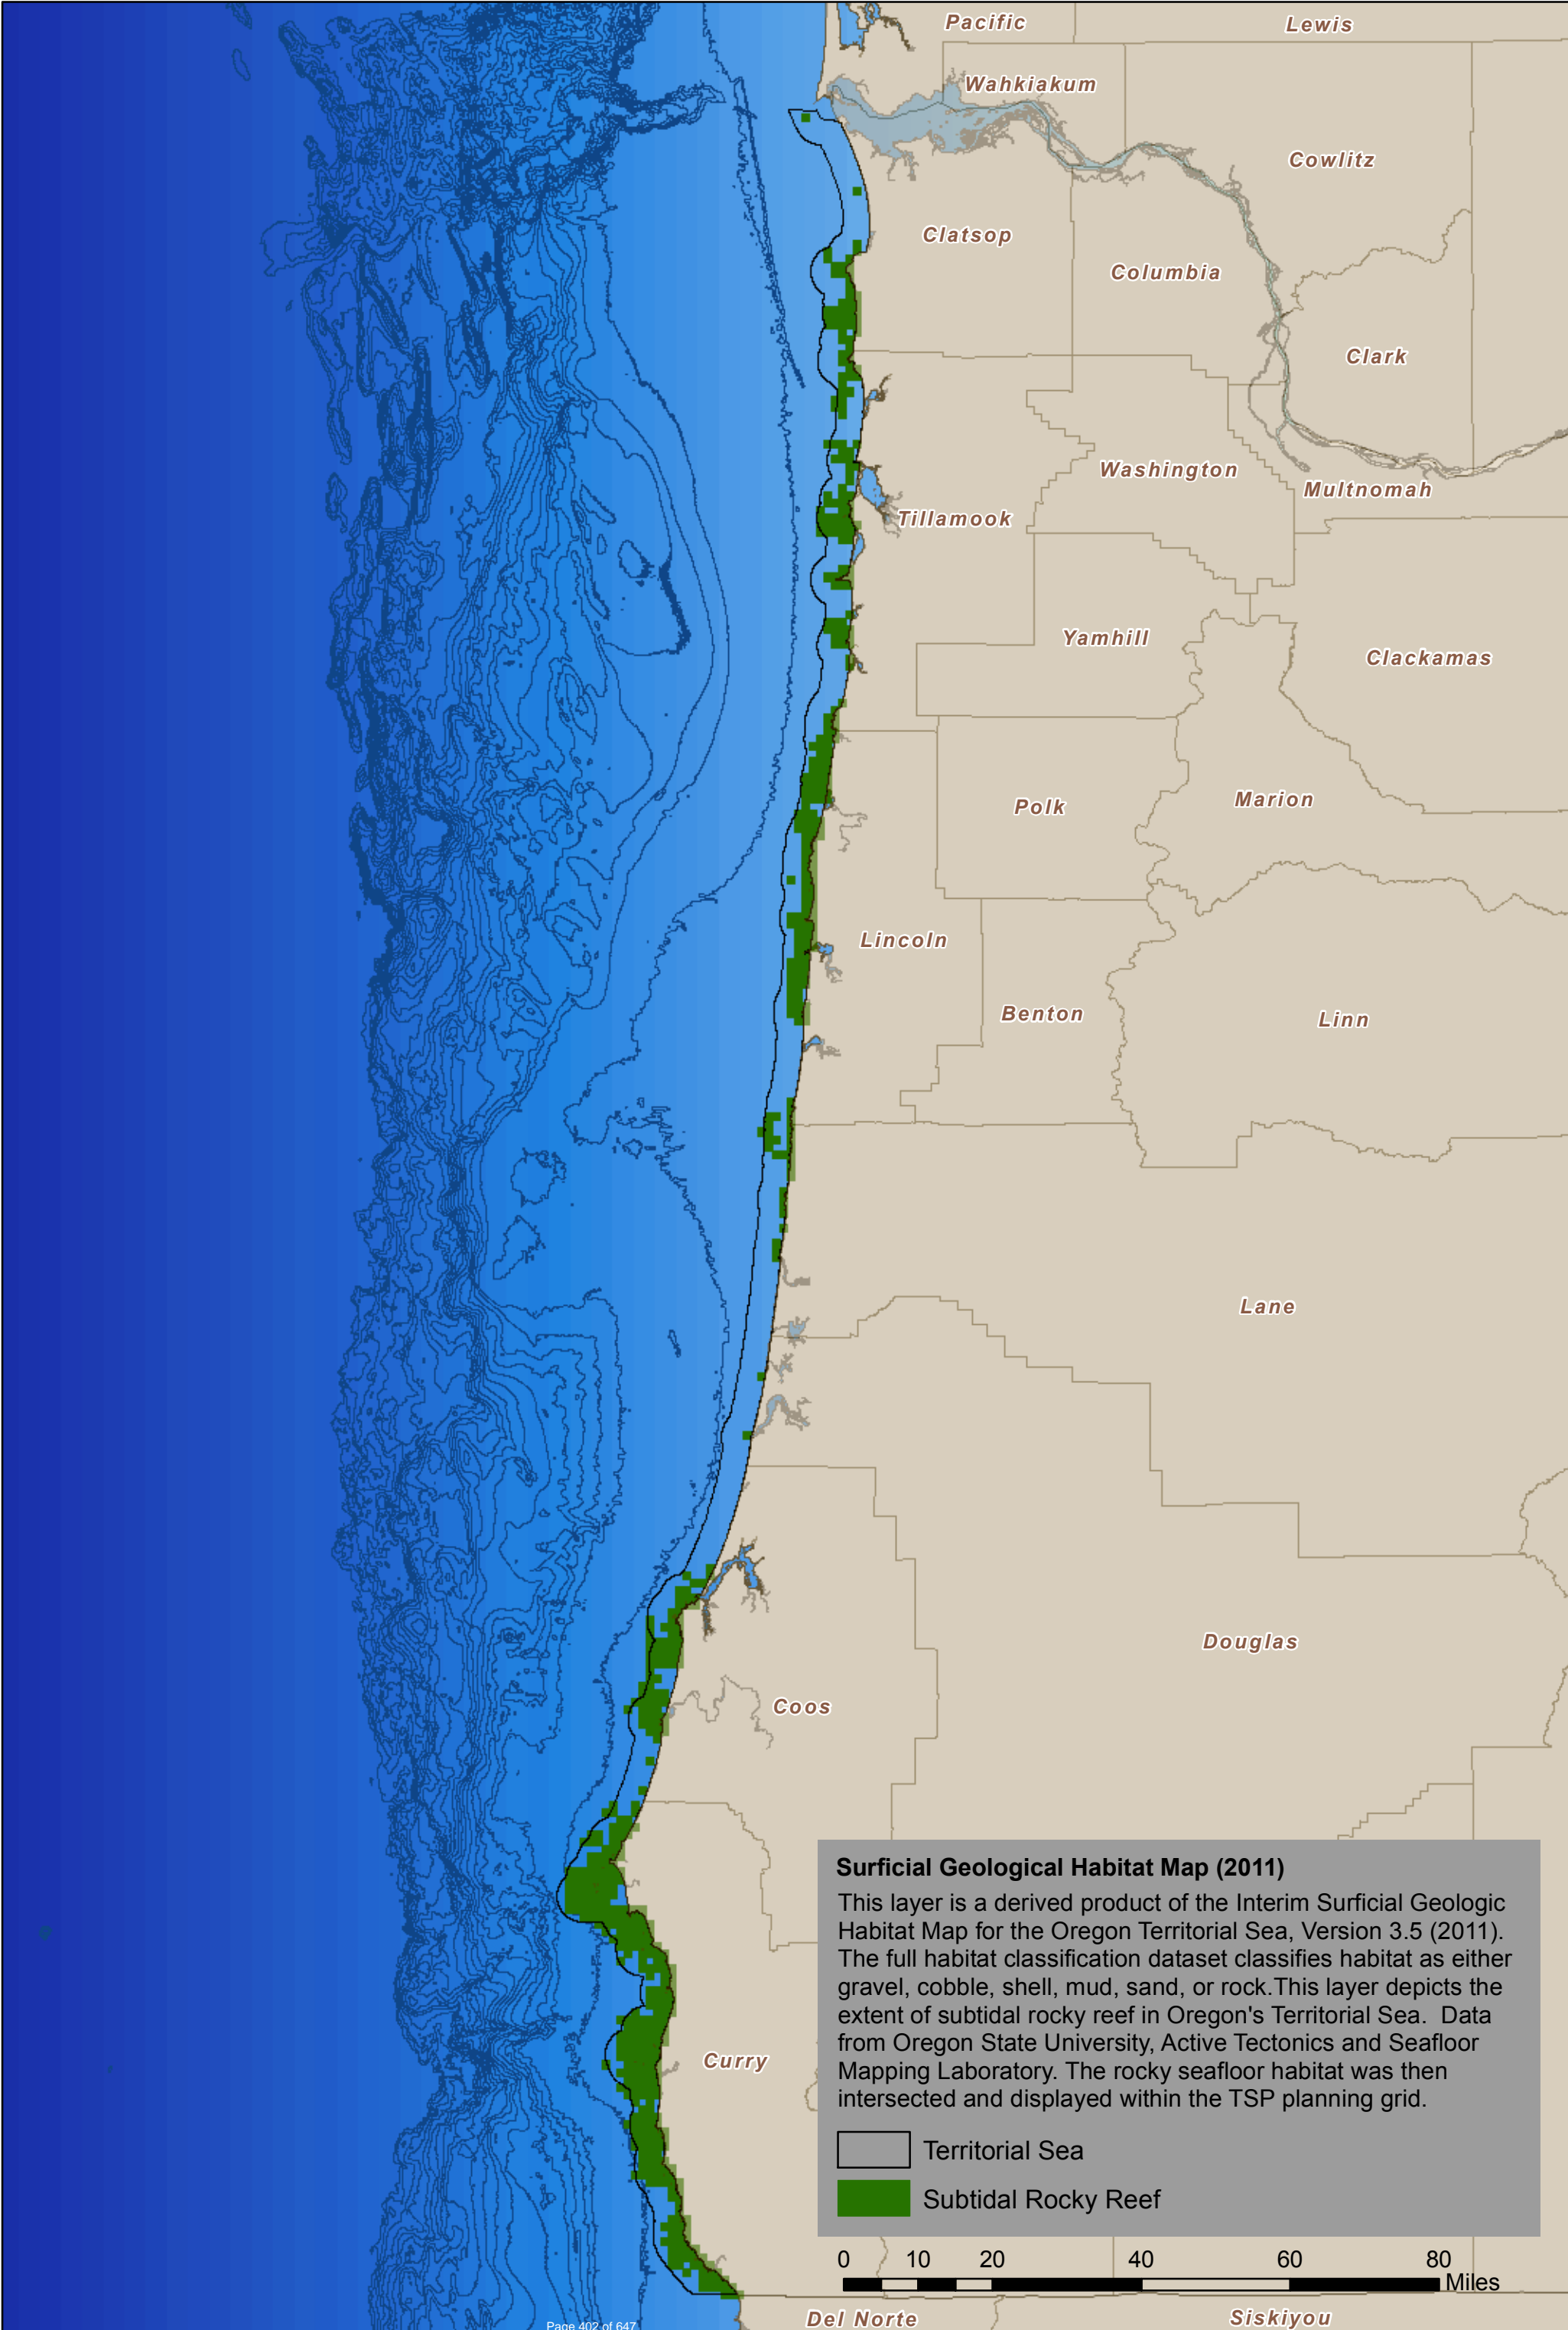 Pacific
Lewis
Wahkiakum
Cowlitz
Clatsop
Columbia
Clark
Washington
Multnomah
Tillamook
Yamhill
Clackamas
Polk
Marion
Lincoln
Benton
Linn
Lane
Douglas
Coos
Curry
Surficial Geological Habitat Map (2011)
This layer is a derived product of the Interim Surficial Geologic
Habitat Map for the Oregon Territorial Sea, Version 3.5 (2011).
The full habitat classification dataset classifies habitat as either
gravel, cobble, shell, mud, sand, or rock.This layer depicts the
extent of subtidal rocky reef in Oregon's Territorial Sea.  Data
from Oregon State University, Active Tectonics and Seafloor
Mapping Laboratory. The rocky seafloor habitat was then
intersected and displayed within the TSP planning grid.
Territorial Sea
Subtidal Rocky Reef
0 10 20 40 60 80
Miles
Del Norte
Siskiyou
Page 402 of 647